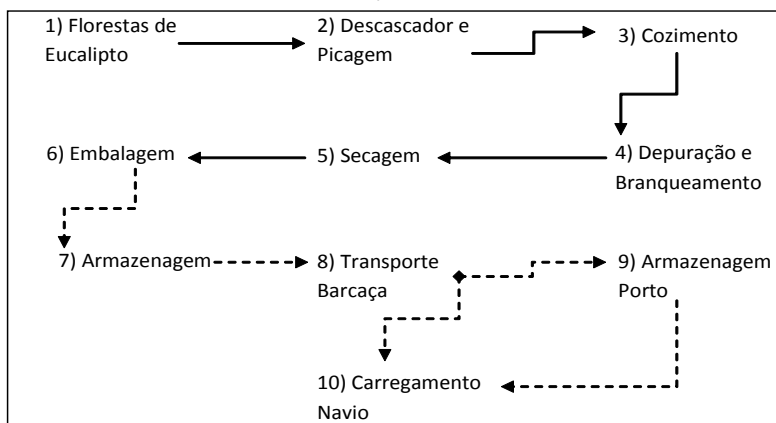 1) Florestas de
Eucalipto
2) Descascador e
Picagem
3) Cozimento
4) Depuração e
Branqueamento
5) Secagem
6) Embalagem
7) Armazenagem
8) Transporte
Barcaça
9) Armazenagem
Porto
10) Carregamento
Navio